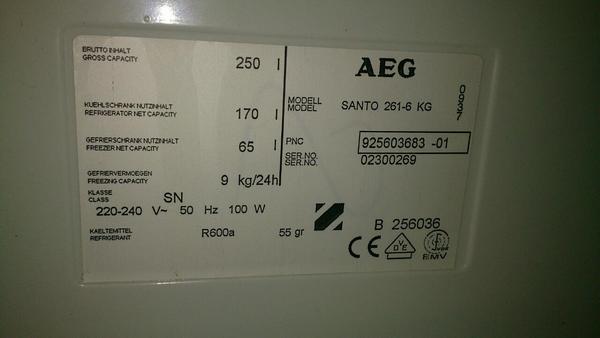 BRUTTO INHALT
GROSS CAPACITY
250 l
KUEHLSCHRANK NUTZINHALT
REFRIGERATOR NET CAPACITY
170 l
GEFRIERSCHRANK NUTZINHALT
FREEZER NET CAPACITY
65 l
GEFRIERVERMOEGEN
FREEZING CAPACITY
9 kg/24h
KLASSE
CLASS
SN
220-240 V~ 50 Hz 100 W
KAELTEMITTEL
REFRIGERANT
R600a 55 gr
AEG
MODELL
MODEL
SANTO 261-6 KG
PNC
925603683 -01
SER.NO.
SER.NO.
02300269
B 256036
CE
VDE
EMV